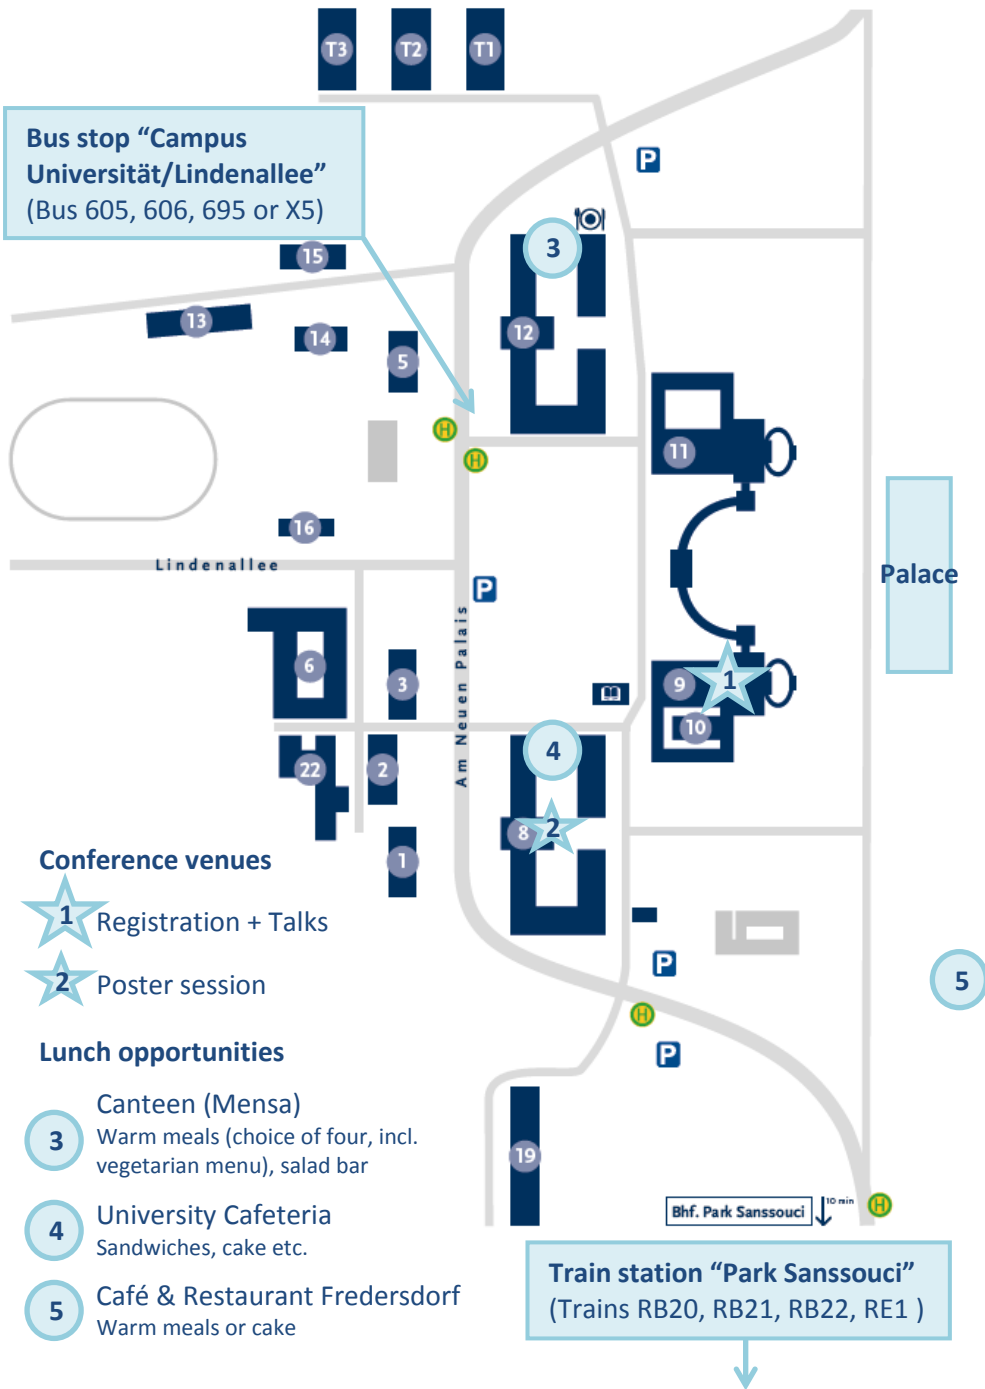 T3
T2
T1
Bus stop “Campus
Universität/Lindenallee”
(Bus 605, 606, 695 or X5)
P
3
15
13
14
5
12
H
H
11
16
Lindenallee
Palace
P
Am Neuen Palais
6
3
9
1
10
4
22
2
8
2
1
Conference venues
1
Registration + Talks
2
Poster session
P
5
H
P
Lunch opportunities
3
Canteen (Mensa)
Warm meals (choice of four, incl.
vegetarian menu), salad bar
19
4
University Cafeteria
Sandwiches, cake etc.
Bhf. Park Sanssouci
10 min
H
5
Café & Restaurant Fredersdorf
Warm meals or cake
Train station “Park Sanssouci”
(Trains RB20, RB21, RB22, RE1 )